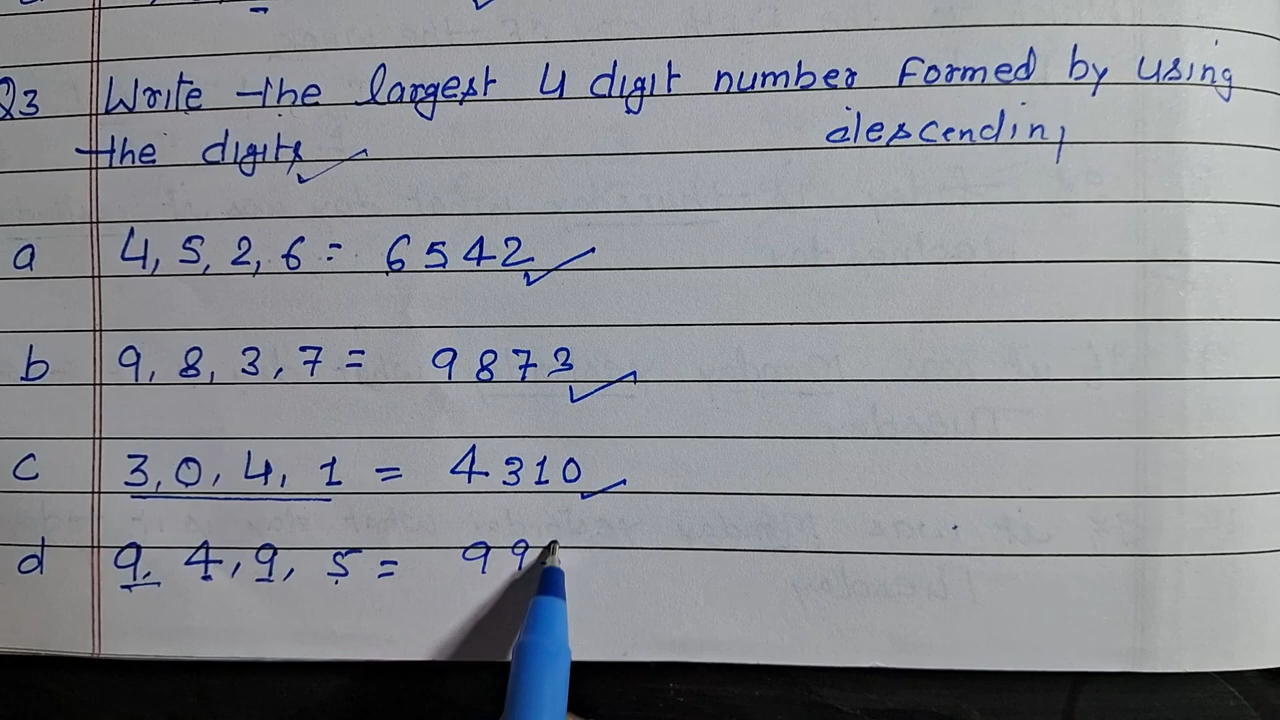 Q3 Write the largest 4 digit number formed by using
the digits descending
a 4, 5, 2, 6 = 6542
b 9, 8, 3, 7 = 9873
c 3, 0, 4, 1 = 4310
d 9, 4, 9, 5 = 99